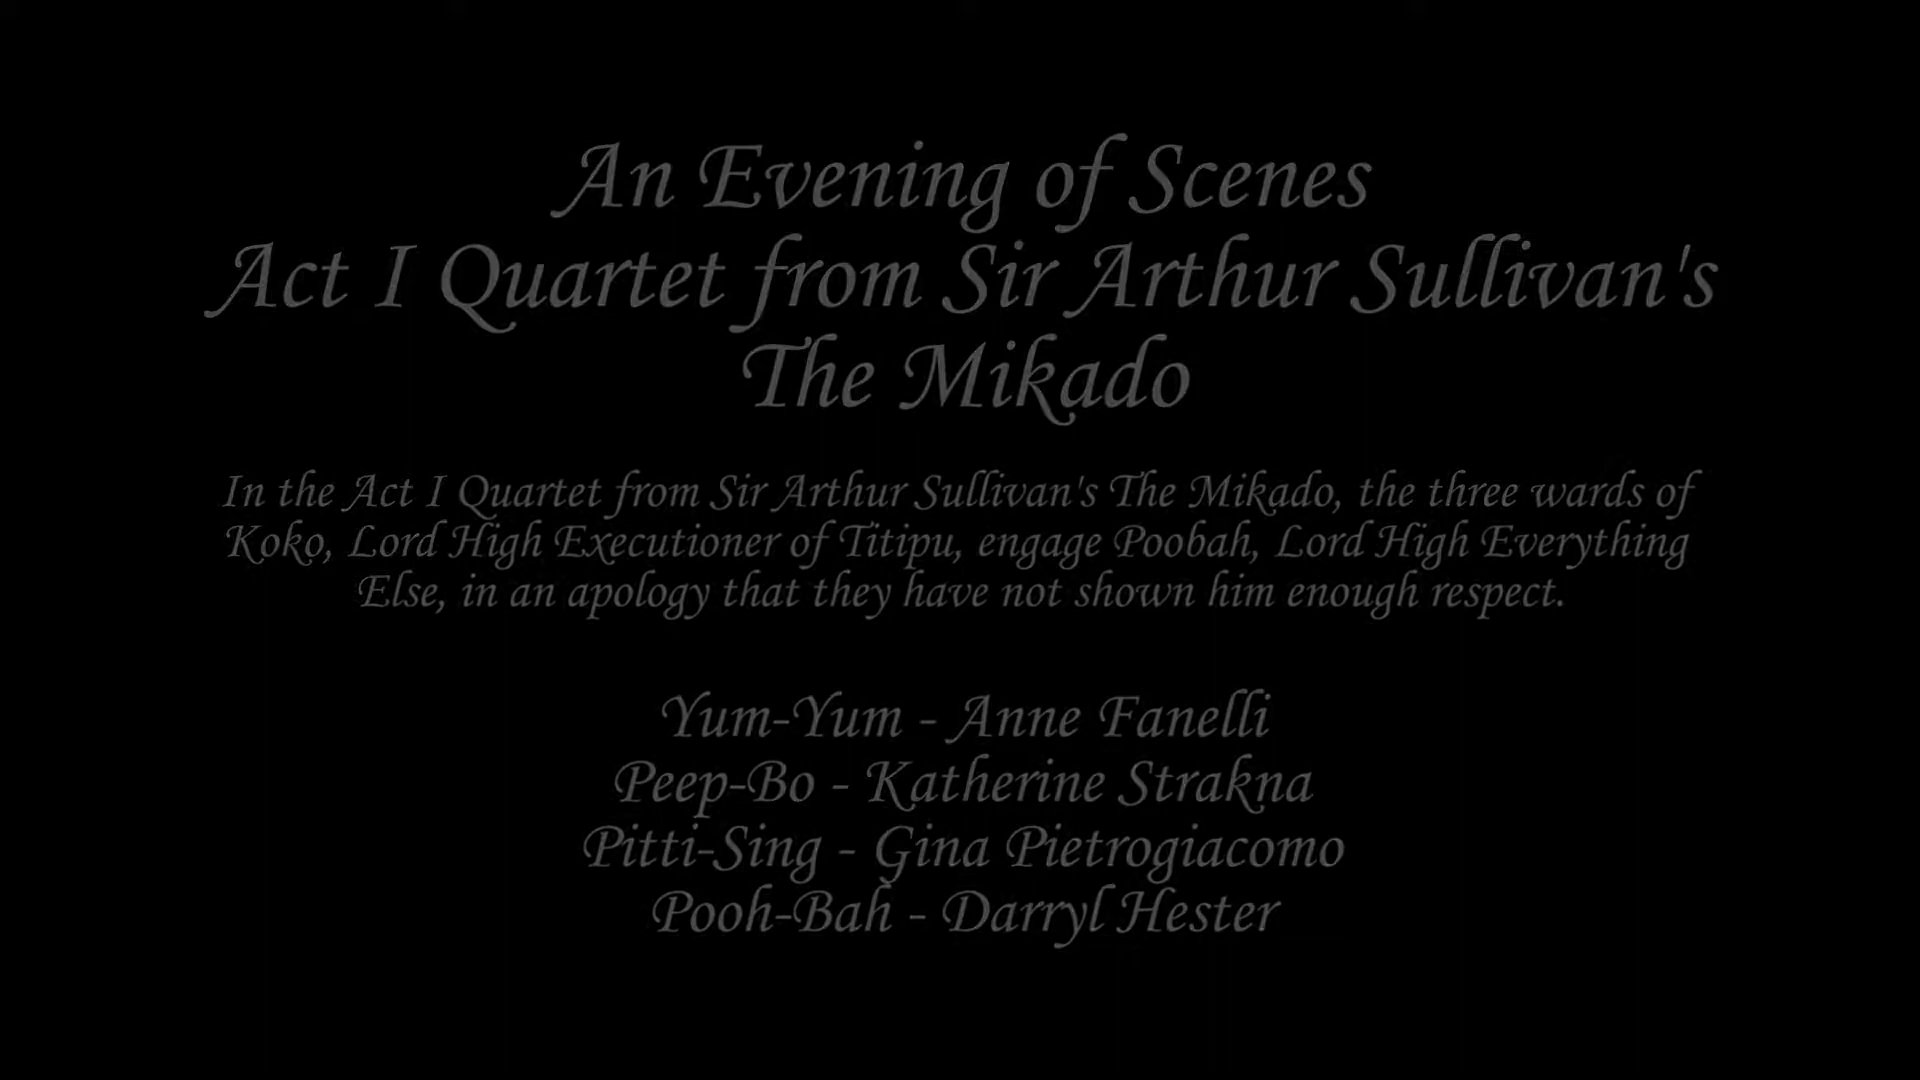 An Evening of Scenes
Act I Quartet from Sir Arthur Sullivan's
The Mikado
In the Act I Quartet from Sir Arthur Sullivan's The Mikado, the three wards of
Koko, Lord High Executioner of Titipu, engage Poobah, Lord High Everything
Else, in an apology that they have not shown him enough respect.
Yum-Yum - Anne Fanelli
Peep-Bo - Katherine Strakna
Pitti-Sing - Gina Pietrogiacomo
Pooh-Bah - Darryl Hester